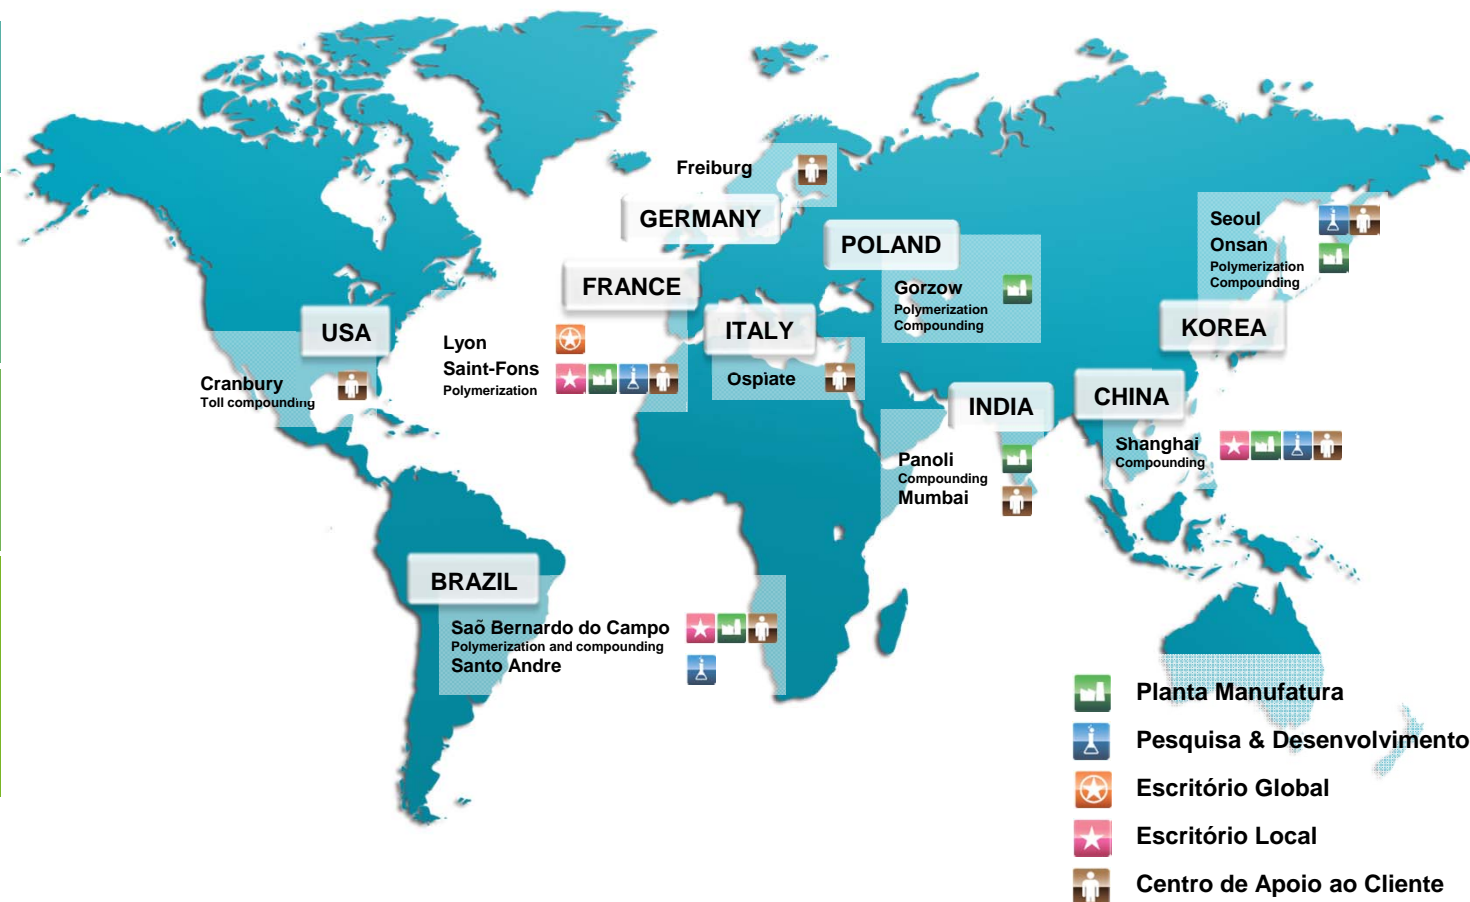 Freiburg
GERMANY
POLAND
Gorzow
Polymerization
Compounding
Seoul
Onsan
Polymerization
Compounding
KOREA
FRANCE
Lyon
Saint-Fons
Polymerization
ITALY
Ospiate
USA
Cranbury
Toll compounding
INDIA
Panoli
Compounding
Mumbai
CHINA
Shanghai
Compounding
BRAZIL
Saõ Bernardo do Campo
Polymerization and compounding
Santo Andre
Planta Manufatura
Pesquisa & Desenvolvimento
Escritório Global
Escritório Local
Centro de Apoio ao Cliente